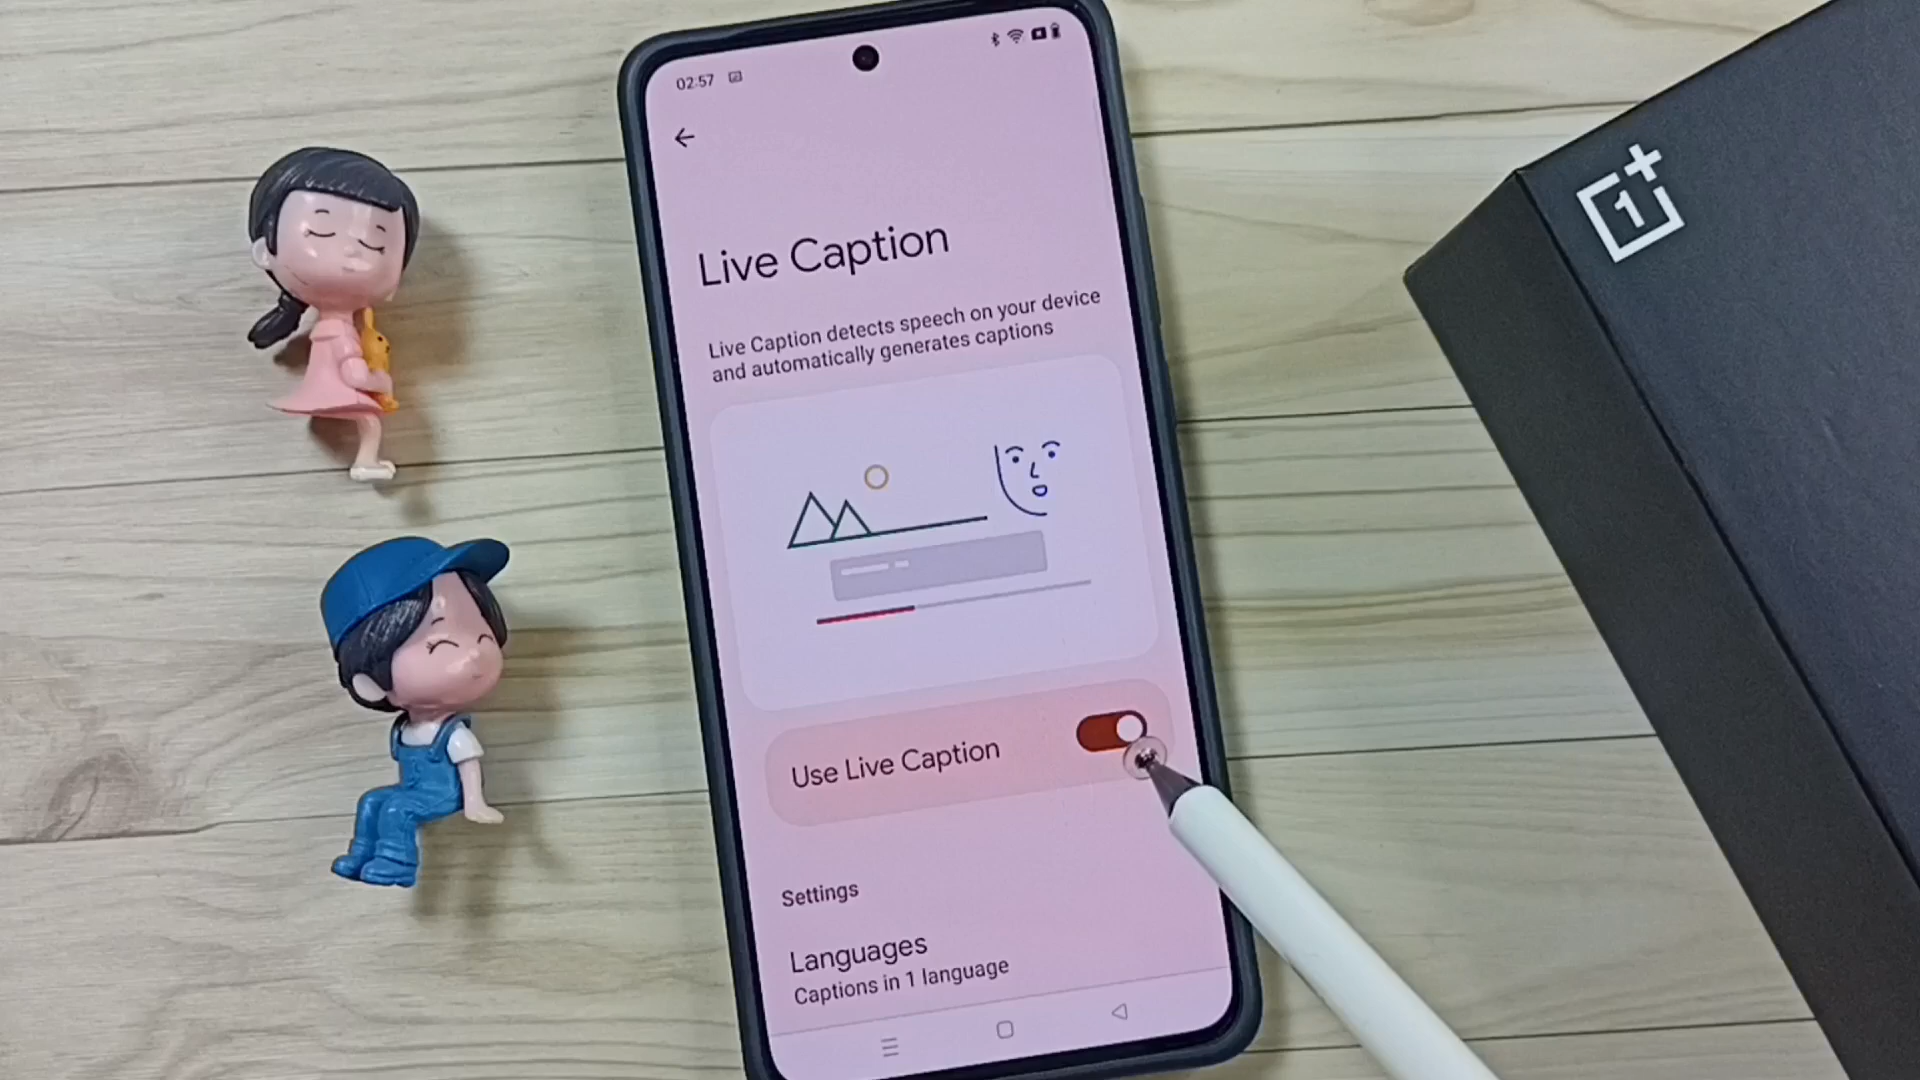 02:57
Live Caption
Live Caption detects speech on your device
and automatically generates captions
Use Live Caption
Settings
Languages
Captions in 1 language
1+